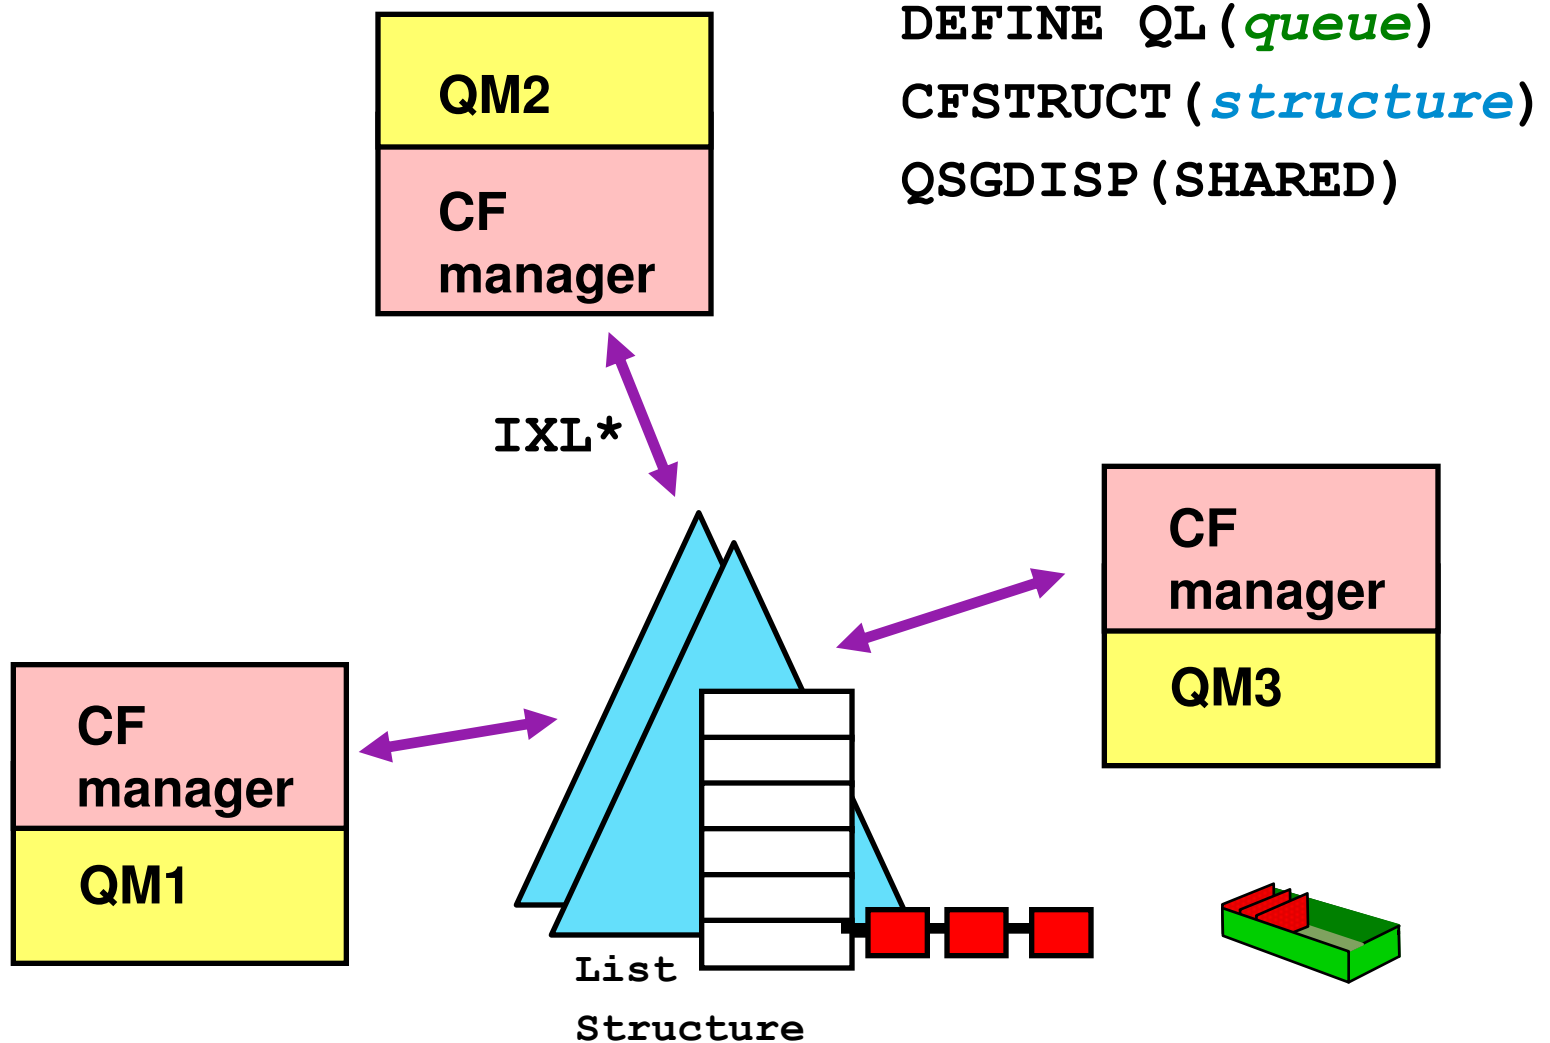 DEFINE QL(queue)
CFSTRUCT(structure)
QSGDISP(SHARED)
QM2
CF
manager
IXL*
CF
manager
QM3
CF
manager
QM1
List
Structure